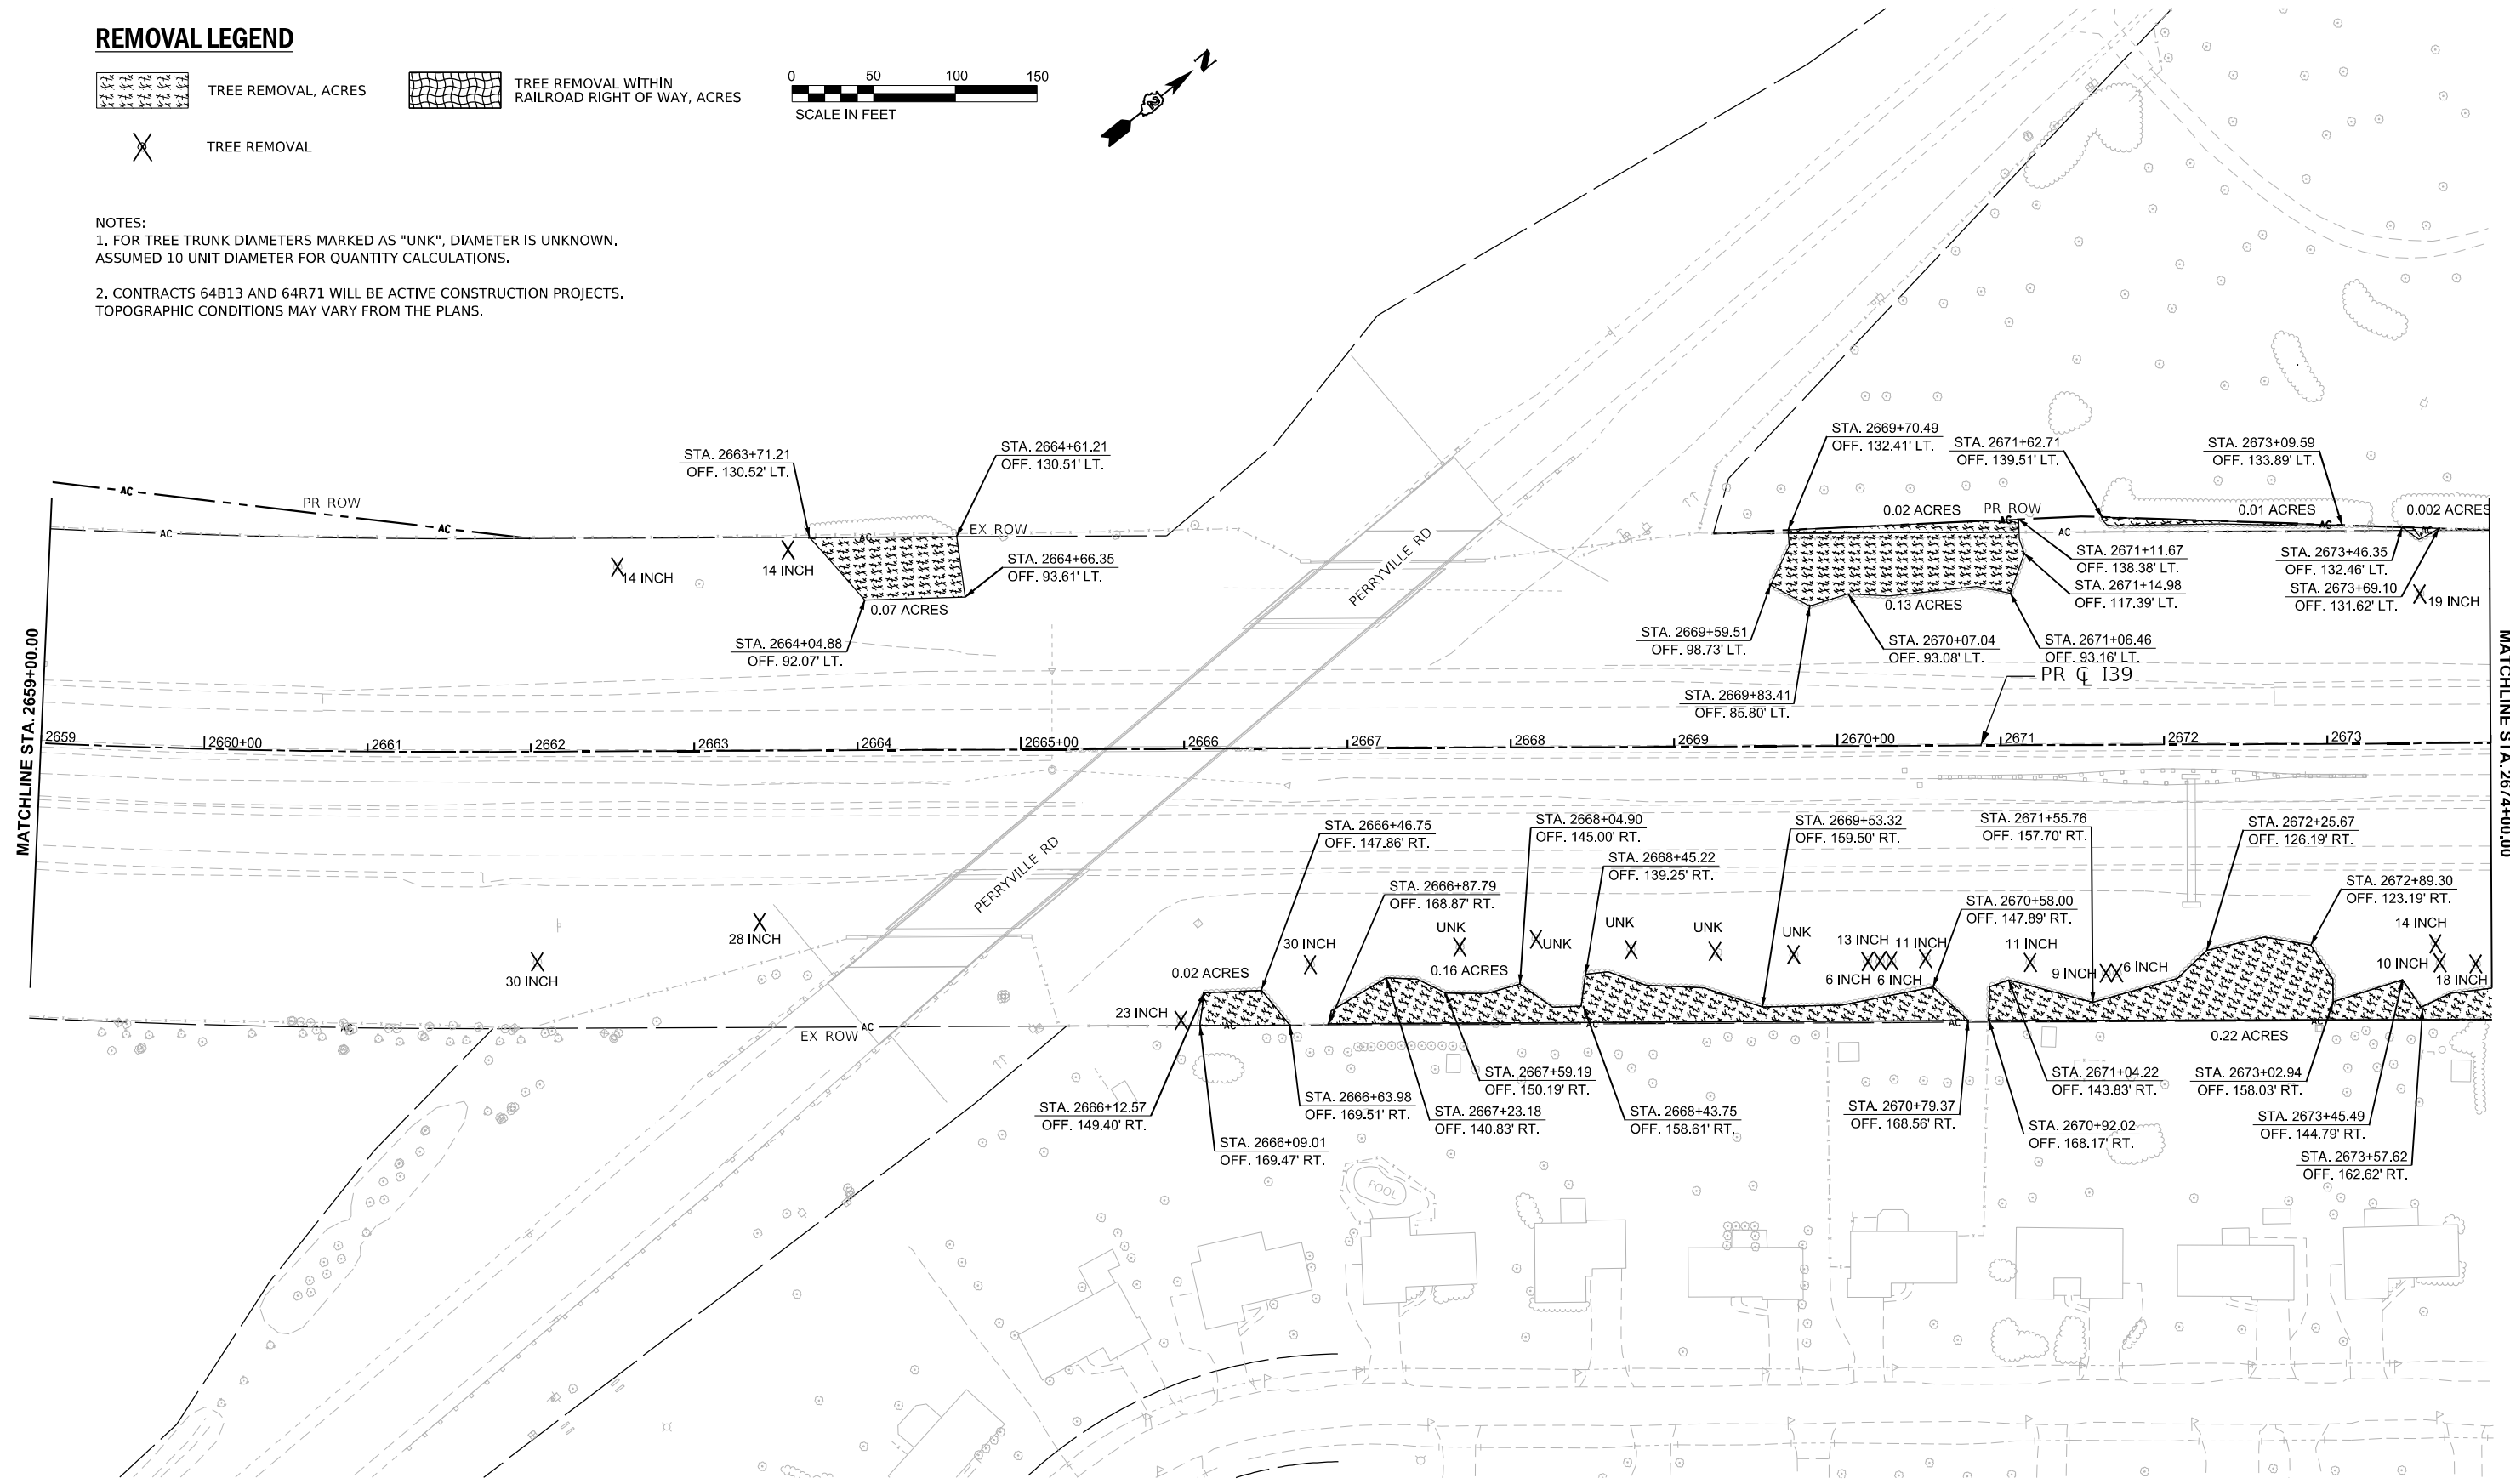 REMOVAL LEGEND
TREE REMOVAL, ACRES
TREE REMOVAL WITHIN
RAILROAD RIGHT OF WAY, ACRES
TREE REMOVAL
0 50 100 150
SCALE IN FEET
N
NOTES:
1. FOR TREE TRUNK DIAMETERS MARKED AS "UNK", DIAMETER IS UNKNOWN.
ASSUMED 10 UNIT DIAMETER FOR QUANTITY CALCULATIONS.
2. CONTRACTS 64B13 AND 64R71 WILL BE ACTIVE CONSTRUCTION PROJECTS.
TOPOGRAPHIC CONDITIONS MAY VARY FROM THE PLANS.
STA. 2663+71.21
OFF. 130.52' LT.
STA. 2664+61.21
OFF. 130.51' LT.
STA. 2669+70.49
OFF. 132.41' LT.
STA. 2671+62.71
OFF. 139.51' LT.
STA. 2673+09.59
OFF. 133.89' LT.
AC
PR ROW
AC
AC
EX ROW
AC
0.02 ACRES
PR ROW
AC
AC
0.01 ACRES
AC
0.002 ACRES
14 INCH
14 INCH
STA. 2664+66.35
OFF. 93.61' LT.
0.07 ACRES
STA. 2664+04.88
OFF. 92.07' LT.
PERRYVILLE RD
STA. 2671+11.67
OFF. 138.38' LT.
STA. 2671+14.98
OFF. 117.39' LT.
STA. 2673+46.35
OFF. 132.46' LT.
STA. 2673+69.10
OFF. 131.62' LT.
19 INCH
0.13 ACRES
STA. 2669+59.51
OFF. 98.73' LT.
STA. 2670+07.04
OFF. 93.08' LT.
STA. 2671+06.46
OFF. 93.16' LT.
STA. 2669+83.41
OFF. 85.80' LT.
PR CL I39
MATCHLINE STA. 2659+00.00
MATCHLINE STA. 2674+00.00
2659 2660+00 2661 2662 2663 2664 2665+00 2666 2667 2668 2669 2670+00 2671 2672 2673
STA. 2666+46.75
OFF. 147.86' RT.
STA. 2668+04.90
OFF. 145.00' RT.
STA. 2669+53.32
OFF. 159.50' RT.
STA. 2671+55.76
OFF. 157.70' RT.
STA. 2672+25.67
OFF. 126.19' RT.
STA. 2668+45.22
OFF. 139.25' RT.
STA. 2666+87.79
OFF. 168.87' RT.
STA. 2672+89.30
OFF. 123.19' RT.
STA. 2670+58.00
OFF. 147.89' RT.
PERRYVILLE RD
28 INCH
30 INCH
30 INCH
UNK
UNK
UNK
UNK
UNK
13 INCH
11 INCH
6 INCH
6 INCH
11 INCH
9 INCH
6 INCH
14 INCH
10 INCH
18 INCH
0.02 ACRES
0.16 ACRES
23 INCH
AC
EX ROW
AC
AC
AC
AC
AC
0.22 ACRES
STA. 2666+12.57
OFF. 149.40' RT.
STA. 2666+09.01
OFF. 169.47' RT.
STA. 2666+63.98
OFF. 169.51' RT.
STA. 2667+59.19
OFF. 150.19' RT.
STA. 2667+23.18
OFF. 140.83' RT.
STA. 2668+43.75
OFF. 158.61' RT.
STA. 2670+79.37
OFF. 168.56' RT.
STA. 2671+04.22
OFF. 143.83' RT.
STA. 2670+92.02
OFF. 168.17' RT.
STA. 2673+02.94
OFF. 158.03' RT.
STA. 2673+45.49
OFF. 144.79' RT.
STA. 2673+57.62
OFF. 162.62' RT.
POOL